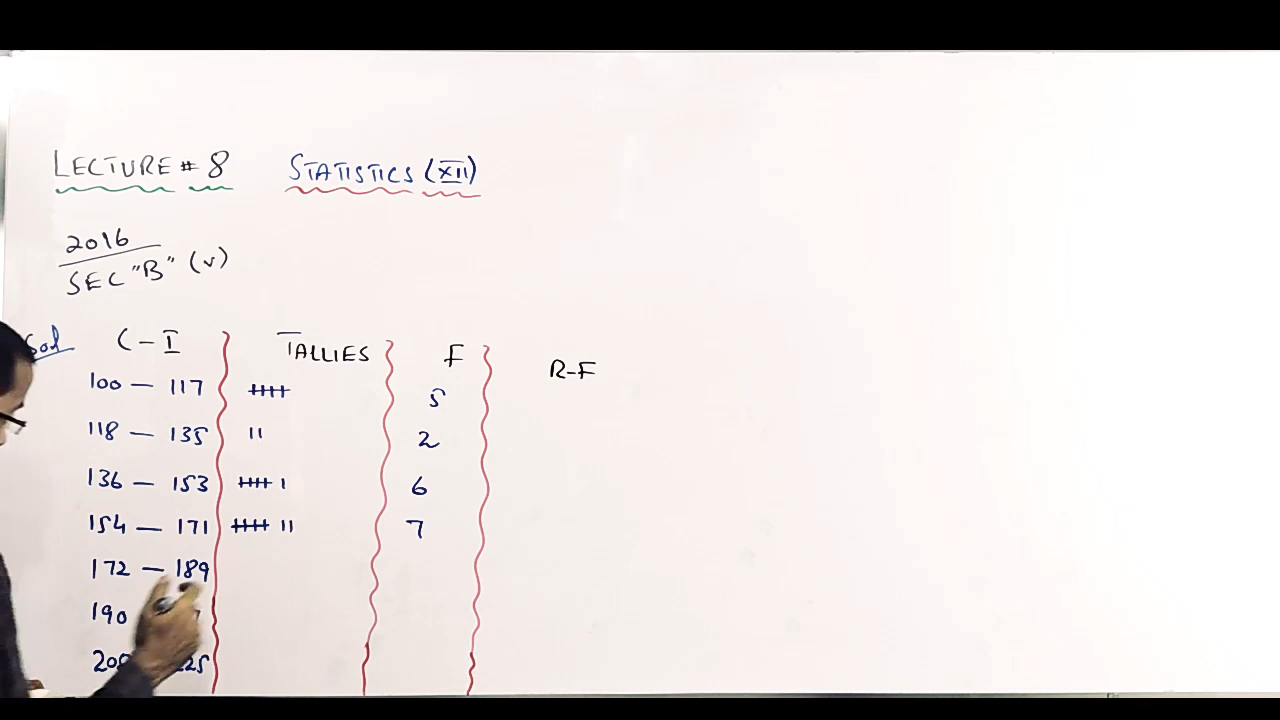 LECTURE # 8 STATISTICS (XII)
2016
SEC "B" (v)
Sol C - I TALLIES F R-F
100 — 117 卌 5
118 — 135 II 2
136 — 153 卌 I 6
154 — 171 卌 II 7
172 — 189
190